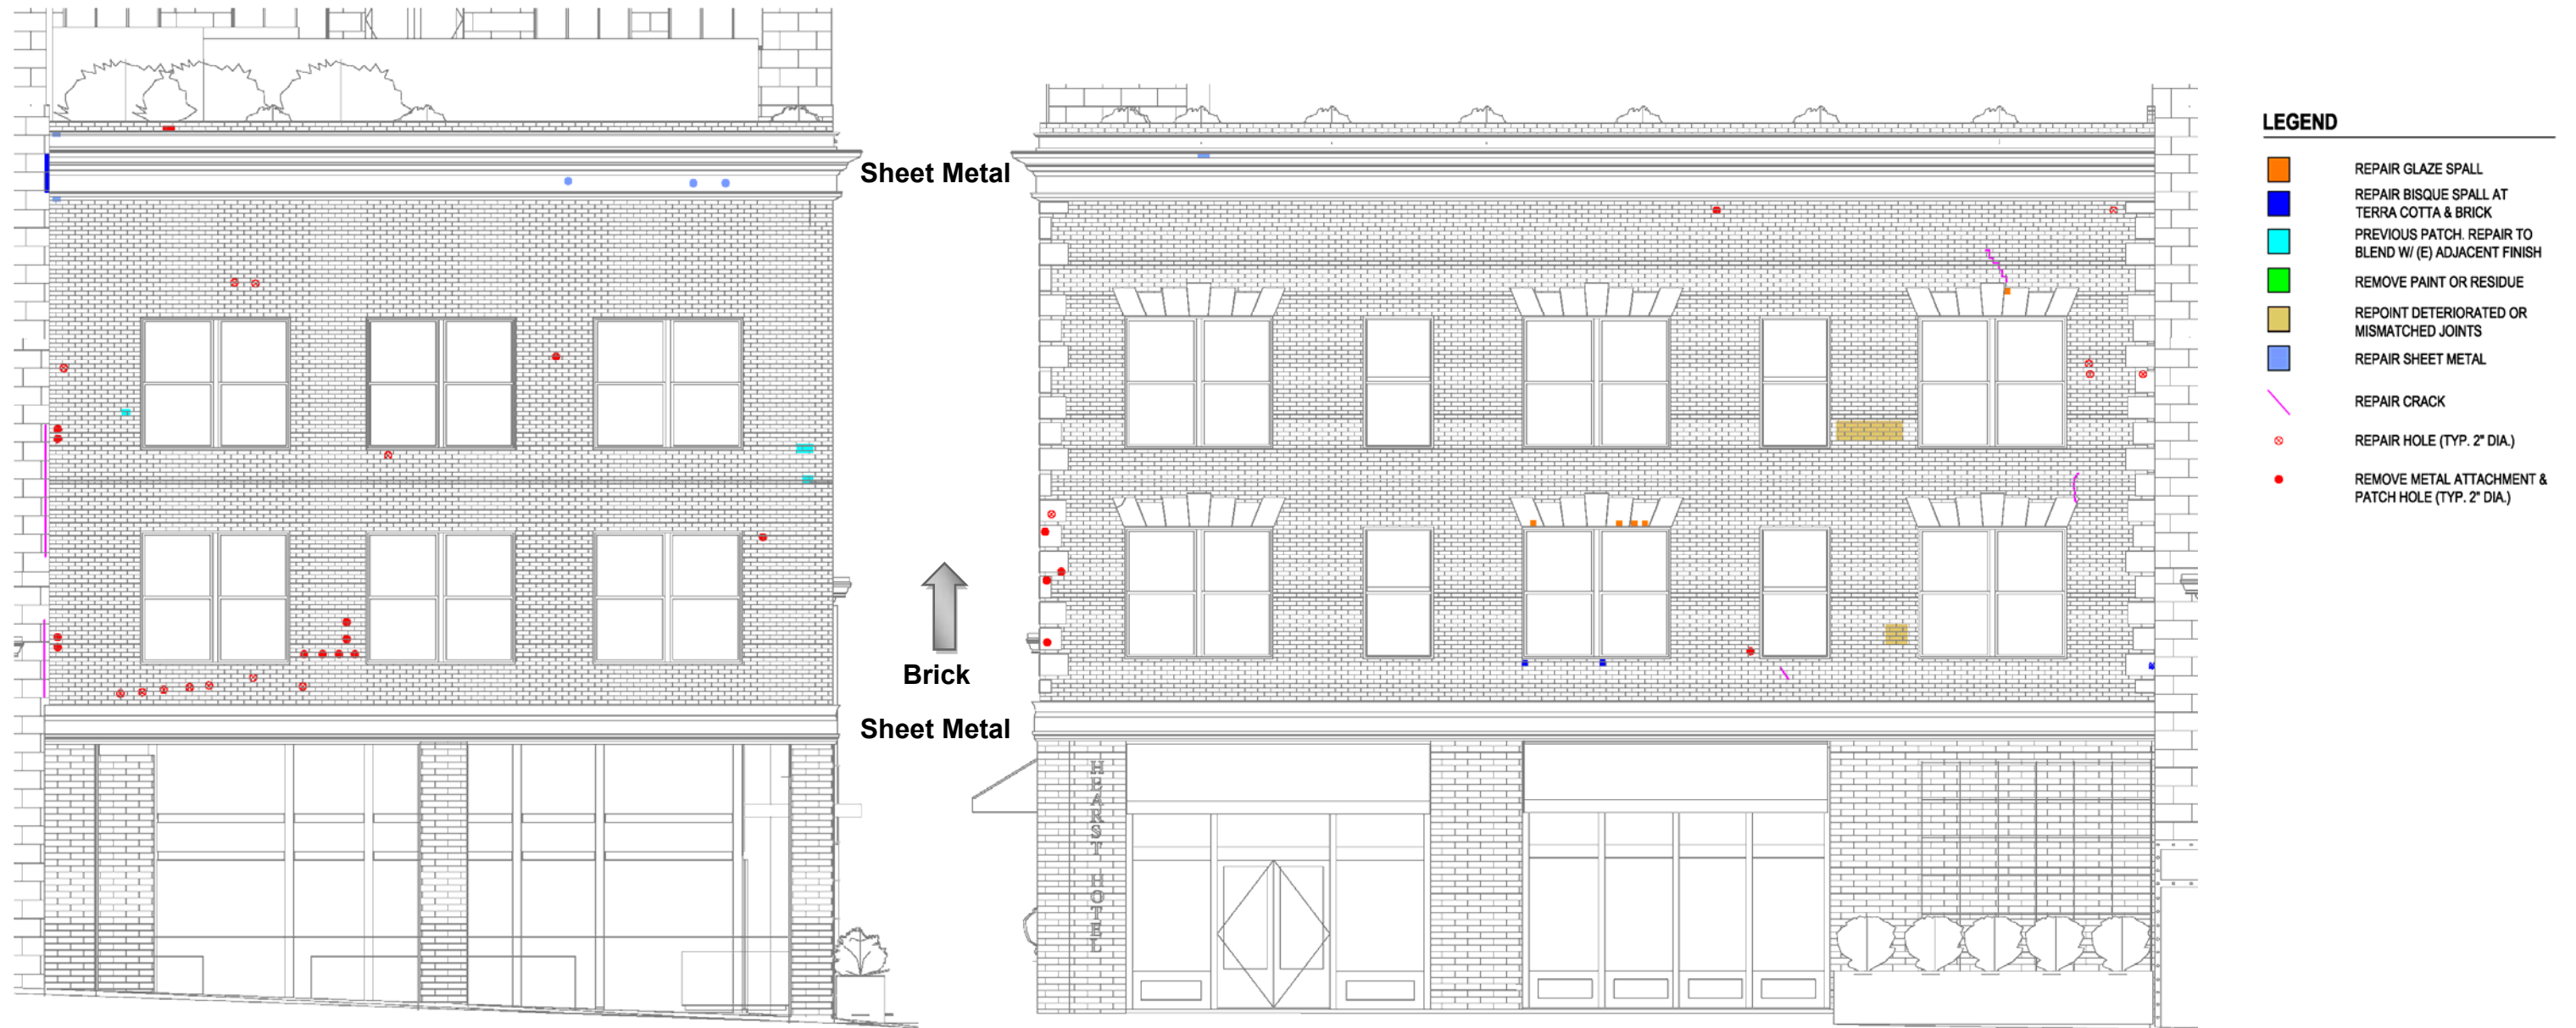 Sheet Metal
Brick
Sheet Metal
HEARST HOTEL
LEGEND
REPAIR GLAZE SPALL
REPAIR BISQUE SPALL AT
TERRA COTTA & BRICK
PREVIOUS PATCH. REPAIR TO
BLEND W/ (E) ADJACENT FINISH
REMOVE PAINT OR RESIDUE
REPOINT DETERIORATED OR
MISMATCHED JOINTS
REPAIR SHEET METAL
REPAIR CRACK
REPAIR HOLE (TYP. 2" DIA.)
REMOVE METAL ATTACHMENT &
PATCH HOLE (TYP. 2" DIA.)